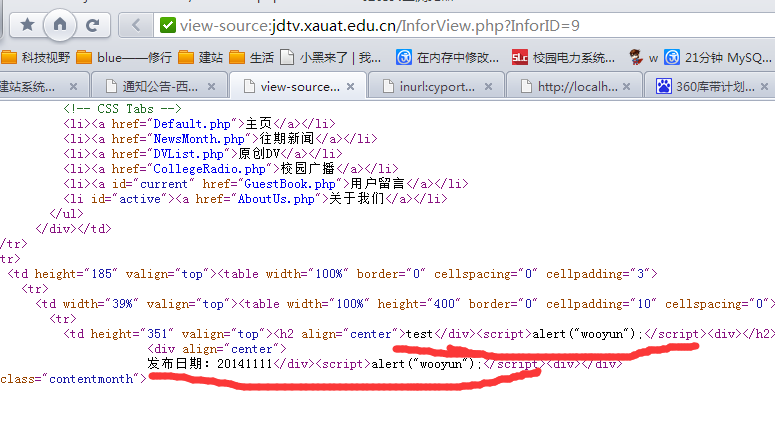 view-source:jdtv.xauat.edu.cn/InforView.php?InforID=9
科技视野 blue——修行 建站 生活 小黑来了 | 我... 在内存中修改... SLC 校园电力系统... w 21分钟 MySQ...
建站系统... 通知公告-西... view-source... inurl:cyport... http://localh... 360库带计划
<!-- CSS Tabs -->
<li><a href="Default.php">主页</a></li>
<li><a href="NewsMonth.php">往期新闻</a></li>
<li><a href="DVList.php">原创DV</a></li>
<li><a href="CollegeRadio.php">校园广播</a></li>
<li><a id="current" href="GuestBook.php">用户留言</a></li>
<li id="active"><a href="AboutUs.php">关于我们</a></li>
</ul>
</div></td>
/tr>
tr>
<td height="185" valign="top"><table width="100%" border="0" cellspacing="0" cellpadding="3">
<tr>
<td width="39%" valign="top"><table width="100%" height="400" border="0" cellpadding="10" cellspacing="0">
<tr>
<td height="351" valign="top"><h2 align="center">test</div><script>alert("wooyun");</script><div></h2>
<div align="center">
发布日期：20141111</div><script>alert("wooyun");</script><div></div>
class="contentmonth">